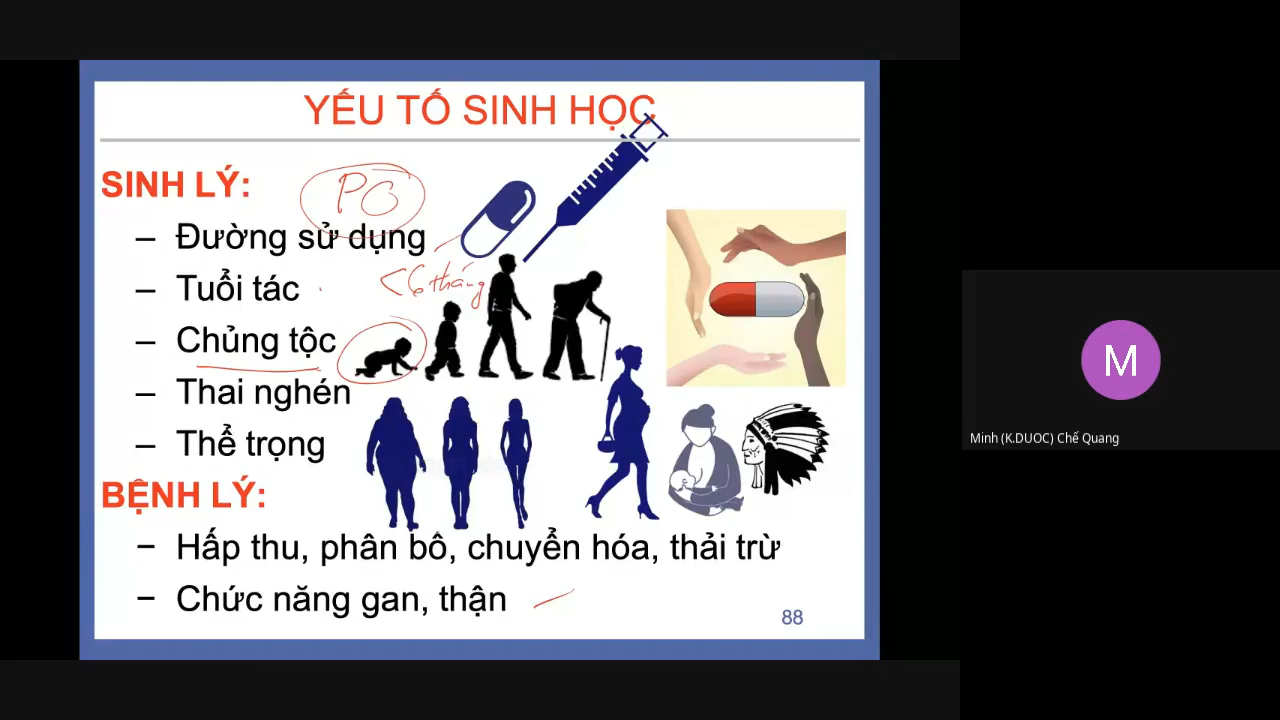 YẾU TỐ SINH HỌC
SINH LÝ:
PO
– Đường sử dụng
– Tuổi tác
<6 tháng
– Chủng tộc
– Thai nghén
– Thể trọng
BỆNH LÝ:
– Hấp thu, phân bố, chuyển hóa, thải trừ
– Chức năng gan, thận
88
M
Minh (K.DUOC) Chế Quang